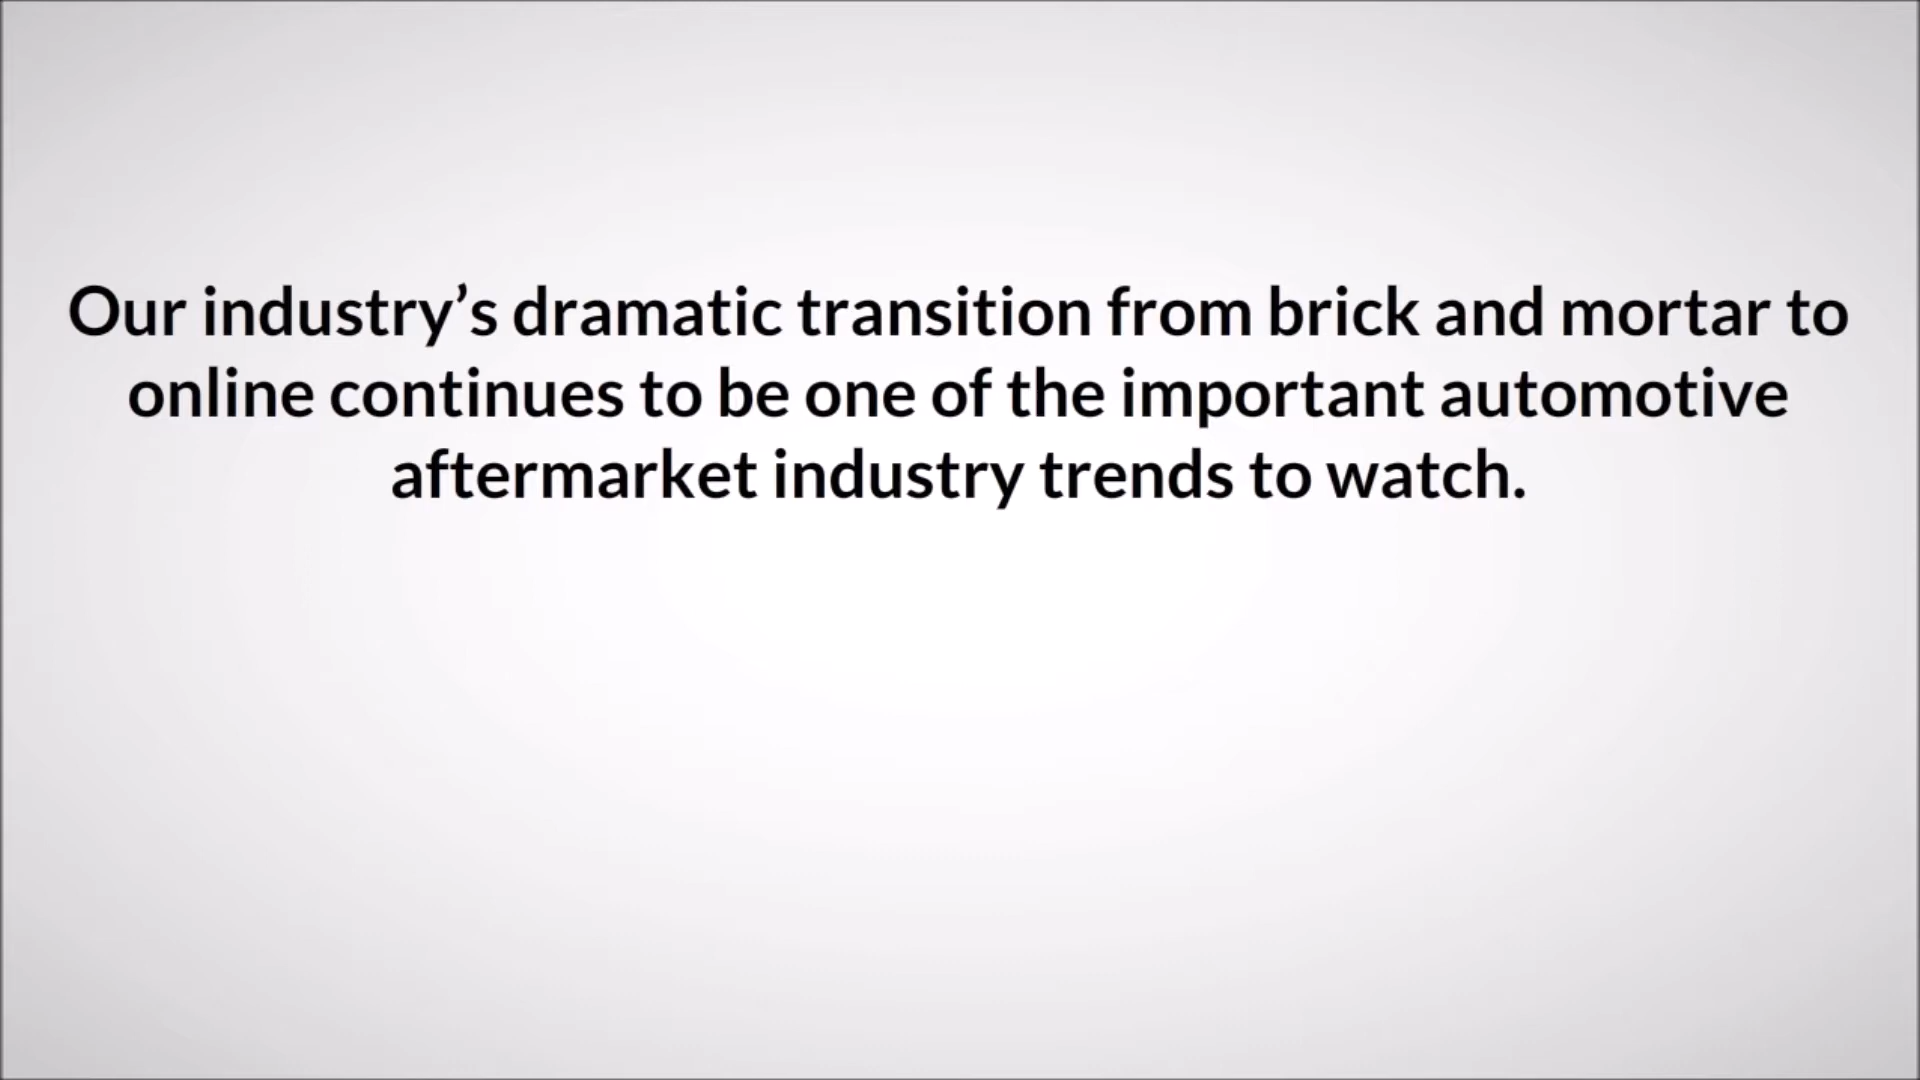 Our industry’s dramatic transition from brick and mortar to
online continues to be one of the important automotive
aftermarket industry trends to watch.